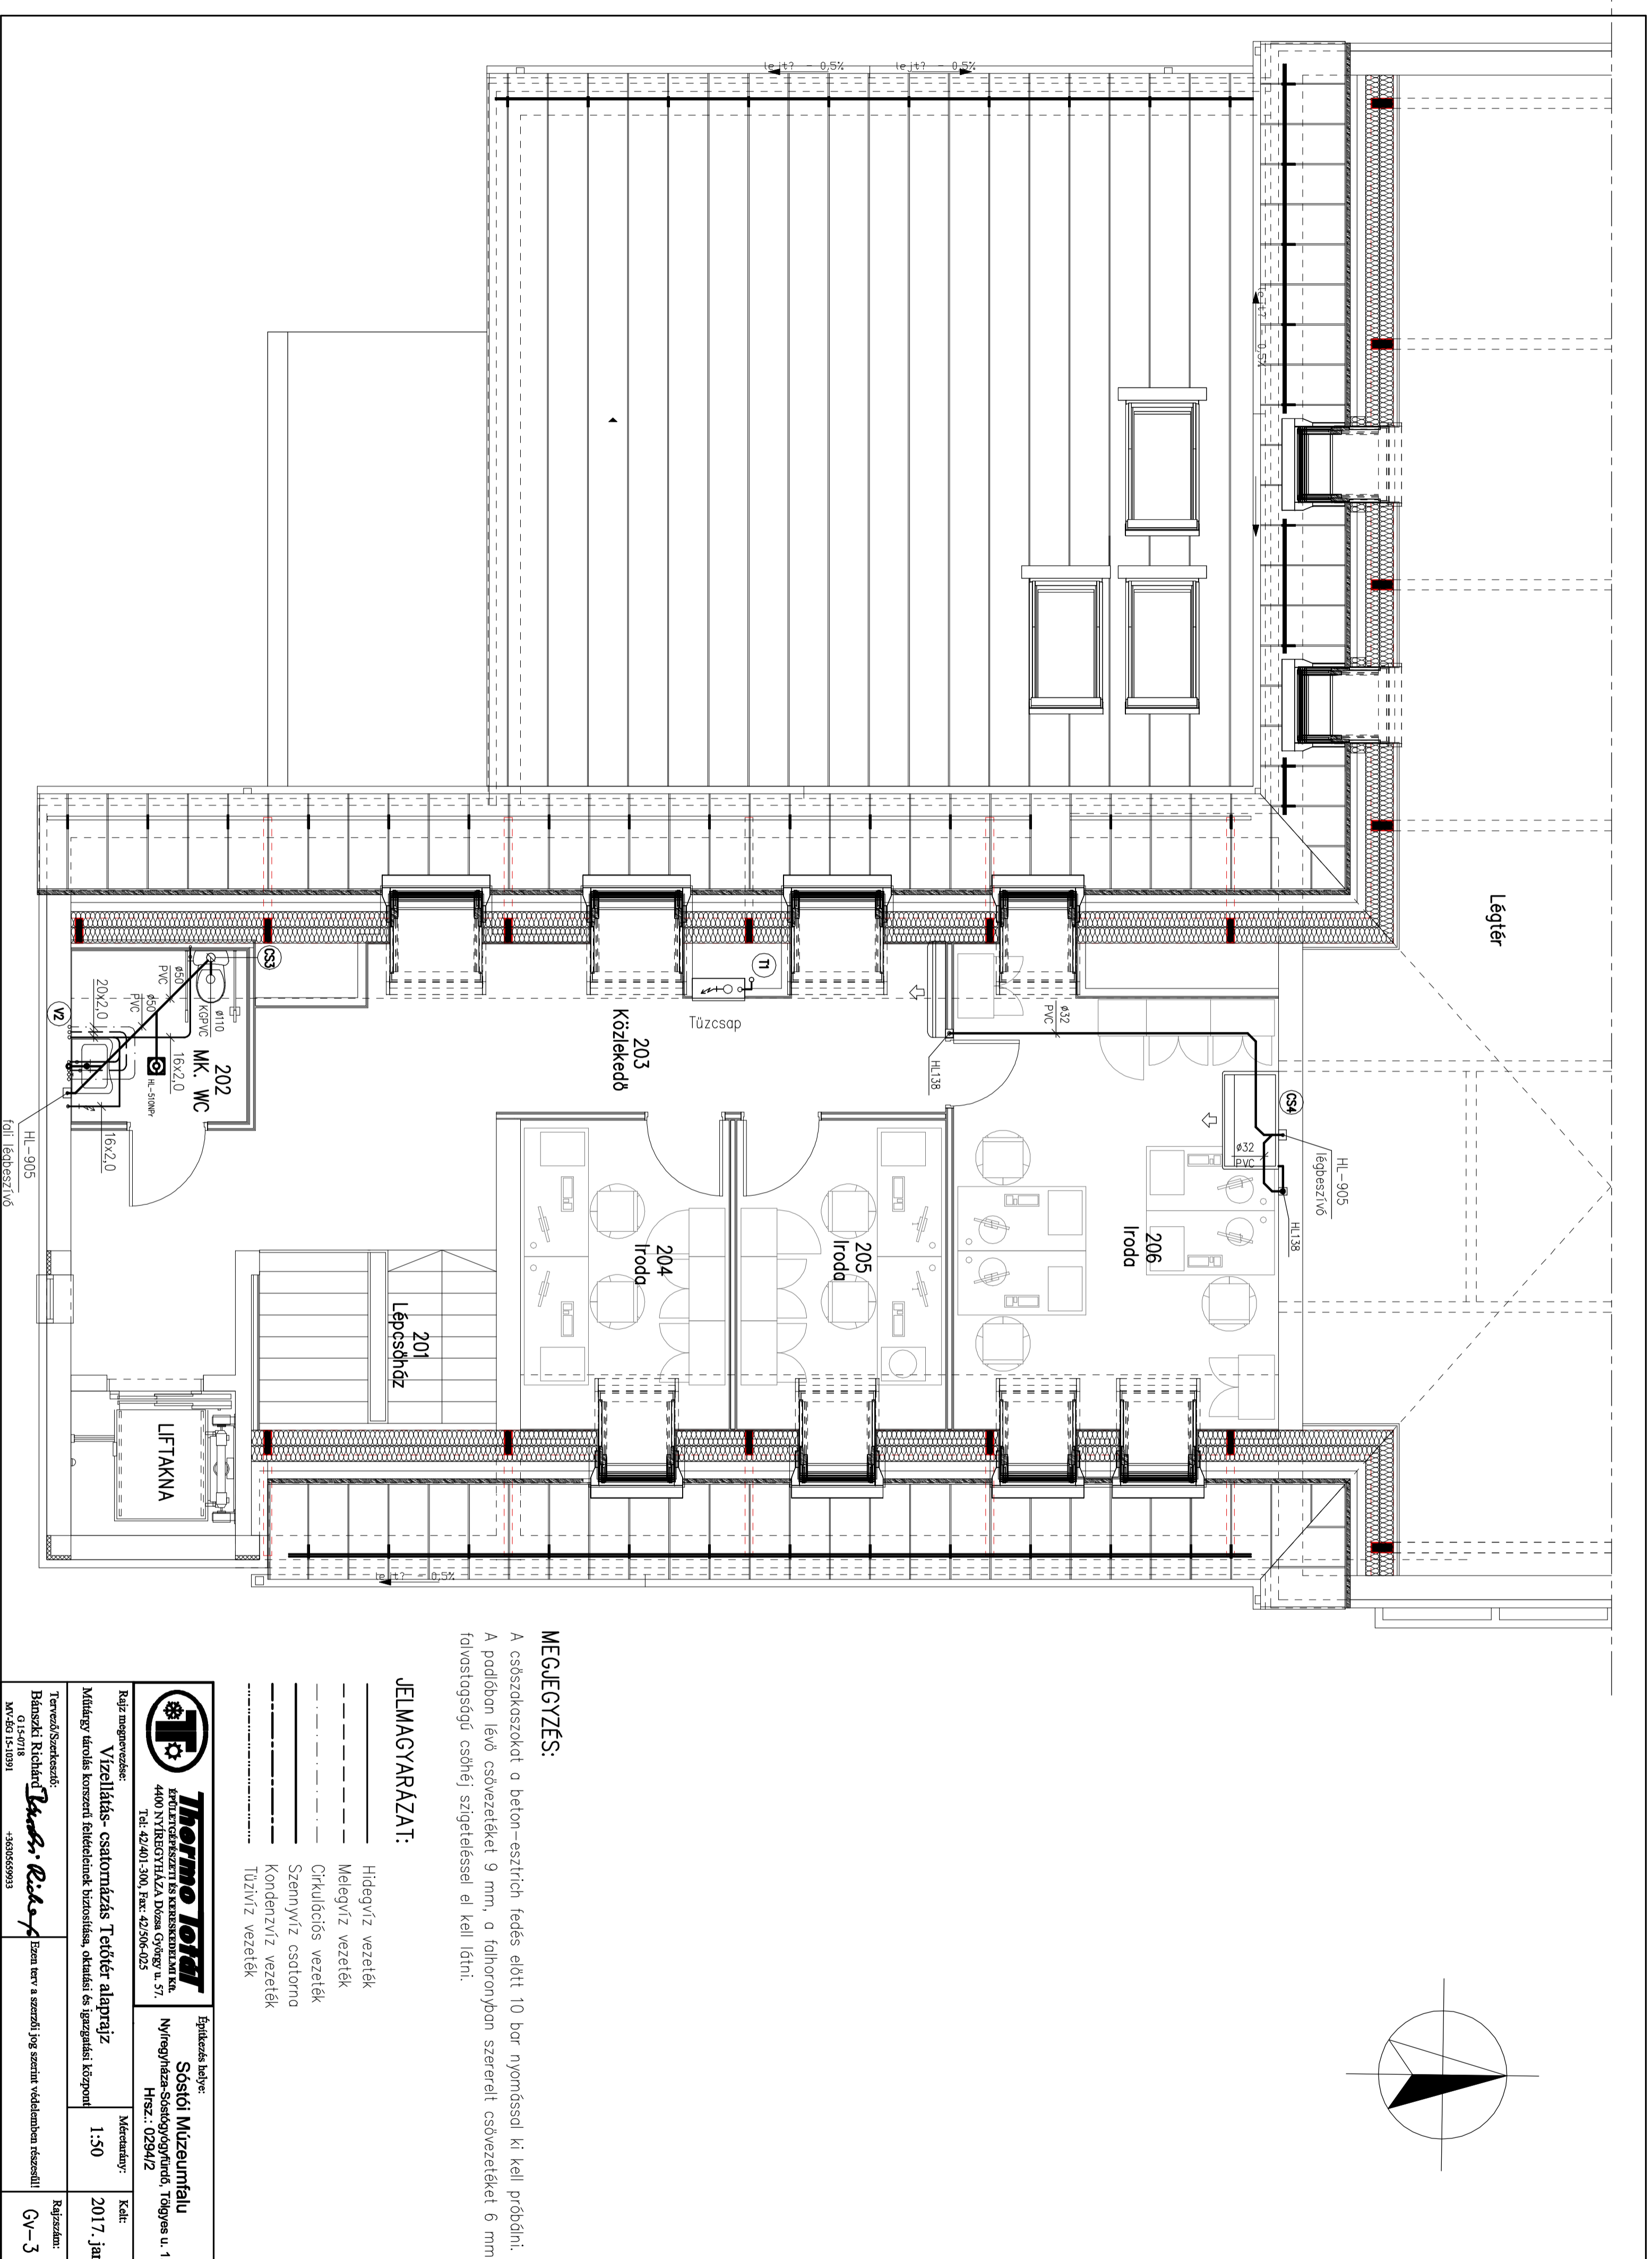 Légtér
lejt? - 0,5%
lejt? - 0,5%
lejt? - 0,5%
lejt? - 0,5%
HL-905
légbeszívó
HL138
CS4
ø32
PVC
ø32
PVC
HL138
206
Iroda
205
Iroda
204
Iroda
T1
Tűzcsap
203
Közlekedő
201
Lépcsőház
CS3
ø110
KGPVC
ø50
PVC
ø50
PVC
202
MK. WC
16x2,0
HL-510NPr
20x2,0
16x2,0
V2
HL-905
fali légbeszívó
LIFTAKNA
MEGJEGYZÉS:
A csőszakaszokat a beton-esztrich fedés előtt 10 bar nyomással ki kell próbálni.
A padlóban lévő csővezetéket 9 mm, a falhoronyban szerelt csővezetéket 6 mm
falvastagságú csőhéj szigeteléssel el kell látni.
JELMAGYARÁZAT:
Hidegvíz vezeték
Melegvíz vezeték
Cirkulációs vezeték
Szennyvíz csatorna
Kondenzvíz vezeték
Tűzivíz vezeték
Thermo Totál
ÉPÜLETGÉPÉSZETI ÉS KERESKEDELMI Kft.
4400 NYÍREGYHÁZA Dózsa György u. 57.
Tel: 42/401-300, Fax: 42/506-025
Építkezés helye:
Sóstói Múzeumfalu
Nyíregyháza-Sóstógyógyfürdő, Tölgyes u. 1
Hrsz.: 0294/2
Rajz megnevezése:
Vízellátás- csatornázás Tetőtér alaprajz
Műtárgy tárolás korszerű feltételeinek biztosítása, oktatási és igazgatási központ
Méretarány:
1:50
Kelt:
2017. jan
Tervező/Szerkesztő:
Bánszki Richárd
G 15-0718
MV-ÉG 15-10391
+36305659933
Ezen terv a szerzői jog szerint védelemben részesül!
Rajzszám:
Gv-3